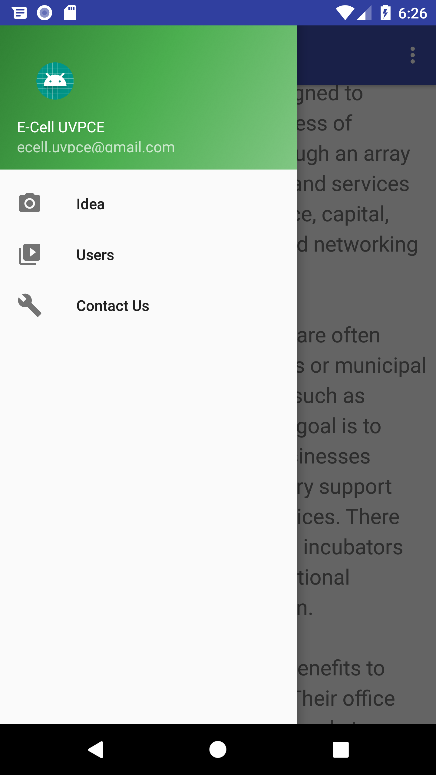 6:26
E-Cell UVPCE
ecell.uvpce@gmail.com
Idea
Users
Contact Us
gned to
ess of
ugh an array
and services
ce, capital,
d networking
are often
s or municipal
such as
goal is to
inesses
ry support
ices. There
incubators
tional
n.
enefits to
Their office